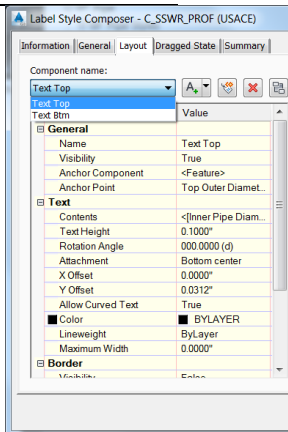 Label Style Composer - C_SSWR_PROF (USACE)
Information General Layout Dragged State Summary
Component name:
Text Top
Text Top
Text Btm
Value
General
Name Text Top
Visibility True
Anchor Component <Feature>
Anchor Point Top Outer Diamet...
Text
Contents <[Inner Pipe Diam...
Text Height 0.1000"
Rotation Angle 000.0000 (d)
Attachment Bottom center
X Offset 0.0000"
Y Offset 0.0312"
Allow Curved Text True
Color BYLAYER
Lineweight ByLayer
Maximum Width 0.0000"
Border
Visibility False